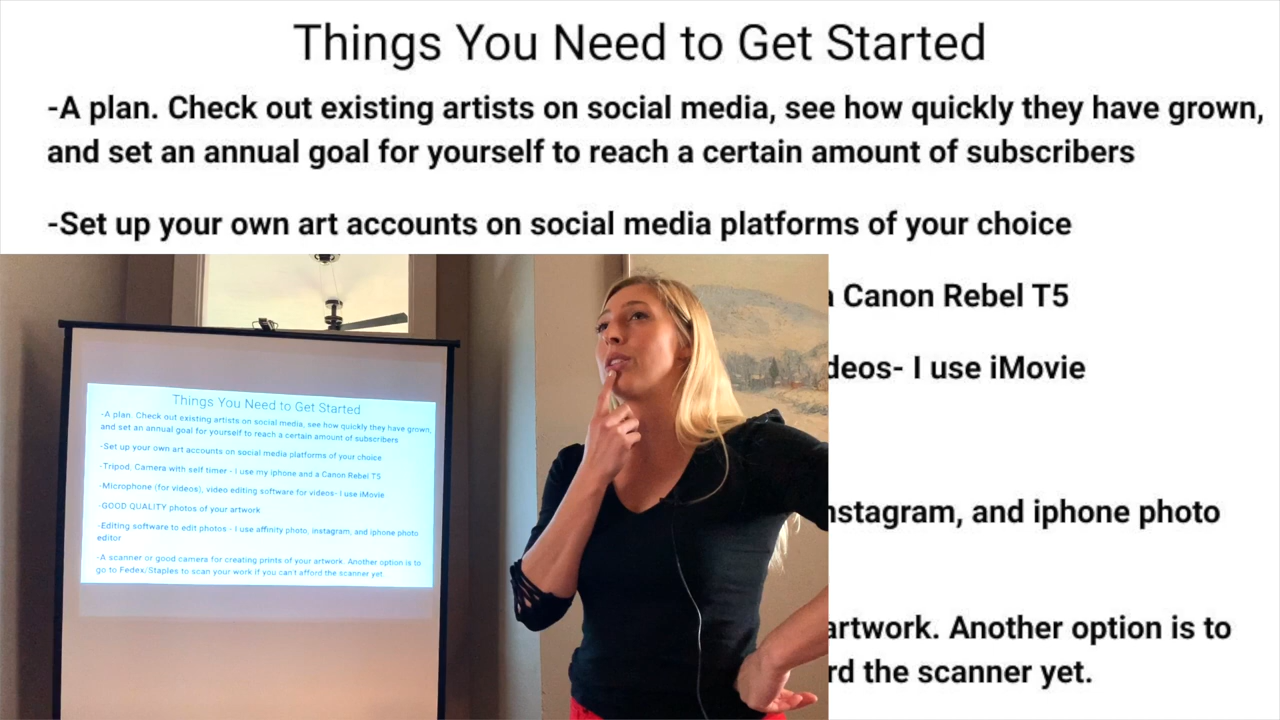 Things You Need to Get Started
-A plan. Check out existing artists on social media, see how quickly they have grown,
and set an annual goal for yourself to reach a certain amount of subscribers
-Set up your own art accounts on social media platforms of your choice
a Canon Rebel T5
deos- I use iMovie
nstagram, and iphone photo
artwork. Another option is to
rd the scanner yet.
Things You Need to Get Started
-A plan. Check out existing artists on social media, see how quickly they have grown,
and set an annual goal for yourself to reach a certain amount of subscribers
-Set up your own art accounts on social media platforms of your choice
-Tripod. Camera with self timer - I use my iphone and a Canon Rebel T5
-Microphone (for videos), video editing software for videos- I use iMovie
-GOOD QUALITY photos of your artwork
-Editing software to edit photos - I use affinity photo, instagram, and iphone photo
editor
-A scanner or good camera for creating prints of your artwork. Another option is to
go to Fedex/Staples to scan your work if you can't afford the scanner yet.